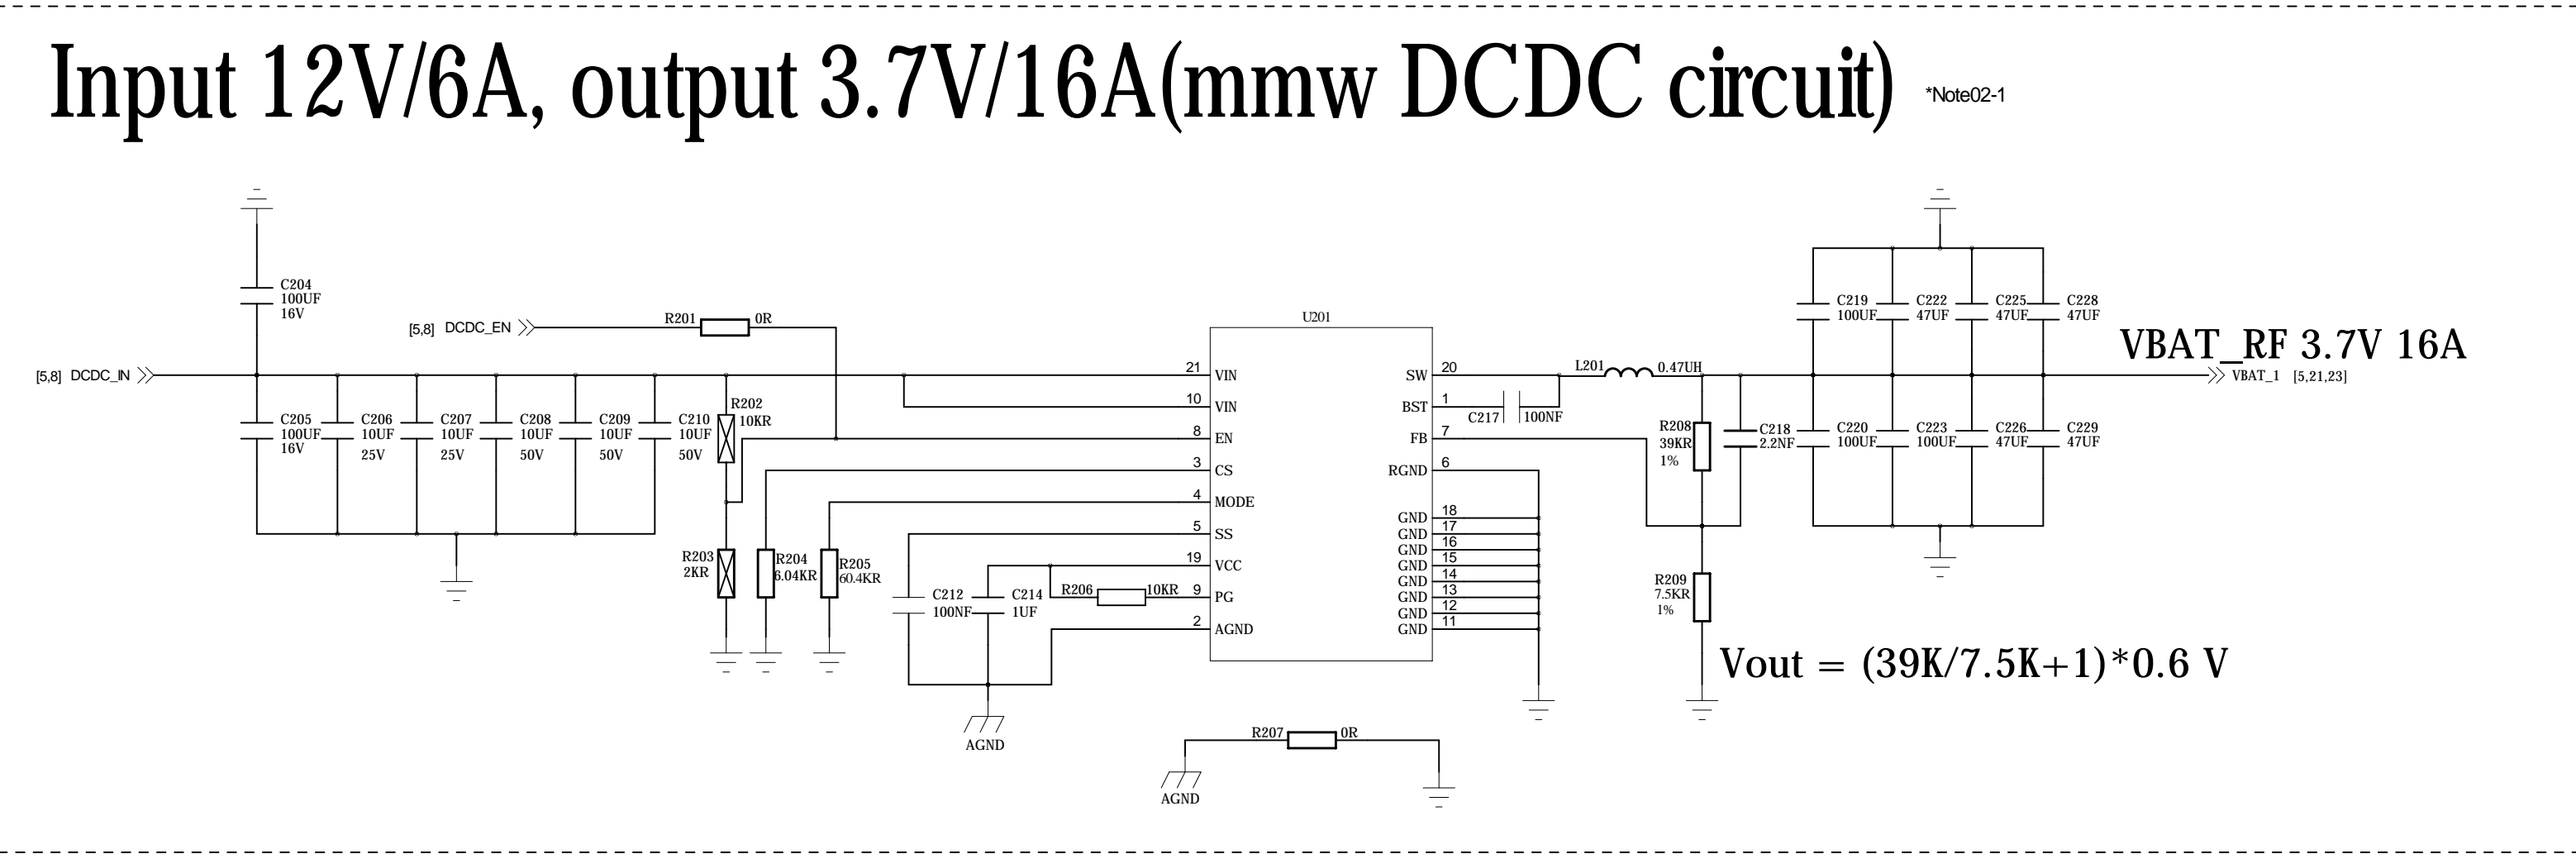 Input 12V/6A, output 3.7V/16A(mmw DCDC circuit) *Note02-1
C204
100UF
16V
[5,8] DCDC_EN
R201 0R
[5,8] DCDC_IN
C205
100UF
16V
C206
10UF
25V
C207
10UF
25V
C208
10UF
50V
C209
10UF
50V
C210
10UF
50V
R202
10KR
R203
2KR
R204
6.04KR
R205
60.4KR
C212
100NF
C214
1UF
R206 10KR
AGND
U201
21 VIN
10 VIN
8 EN
3 CS
4 MODE
5 SS
19 VCC
9 PG
2 AGND
SW 20
BST 1
FB 7
RGND 6
GND 18
GND 17
GND 16
GND 15
GND 14
GND 13
GND 12
GND 11
C217 100NF
L201 0.47UH
R208
39KR
1%
C218
2.2NF
R209
7.5KR
1%
C219
100UF
C222
47UF
C225
47UF
C228
47UF
C220
100UF
C223
100UF
C226
47UF
C229
47UF
VBAT_RF 3.7V 16A
VBAT_1 [5,21,23]
Vout = (39K/7.5K+1)*0.6 V
R207 0R
AGND